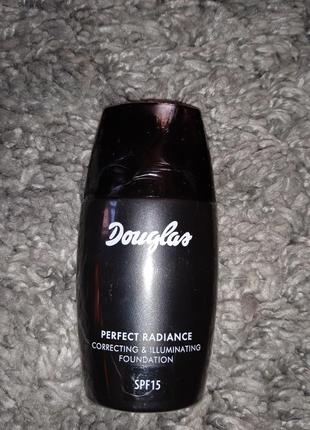 Douglas
PERFECT RADIANCE
CORRECTING & ILLUMINATING
FOUNDATION
SPF15